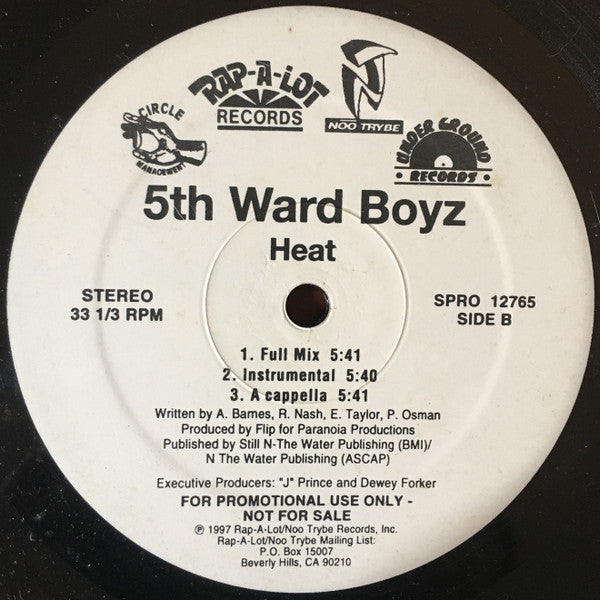 CIRCLE
MANAGEMENT
RAP-A-LOT
RECORDS
N
NOO TRYBE
UNDER GROUND
• RECORDS •
5th Ward Boyz
Heat
STEREO
33 1/3 RPM
SPRO 12765
SIDE B
1. Full Mix 5:41
2. Instrumental 5:40
3. A cappella 5:41
Written by A. Barnes, R. Nash, E. Taylor, P. Osman
Produced by Flip for Paranoia Productions
Published by Still N-The Water Publishing (BMI)/
N The Water Publishing (ASCAP)
Executive Producers: "J" Prince and Dewey Forker
FOR PROMOTIONAL USE ONLY -
NOT FOR SALE
℗ 1997 Rap-A-Lot/Noo Trybe Records, Inc.
Rap-A-Lot/Noo Trybe Mailing List:
P.O. Box 15007
Beverly Hills, CA 90210